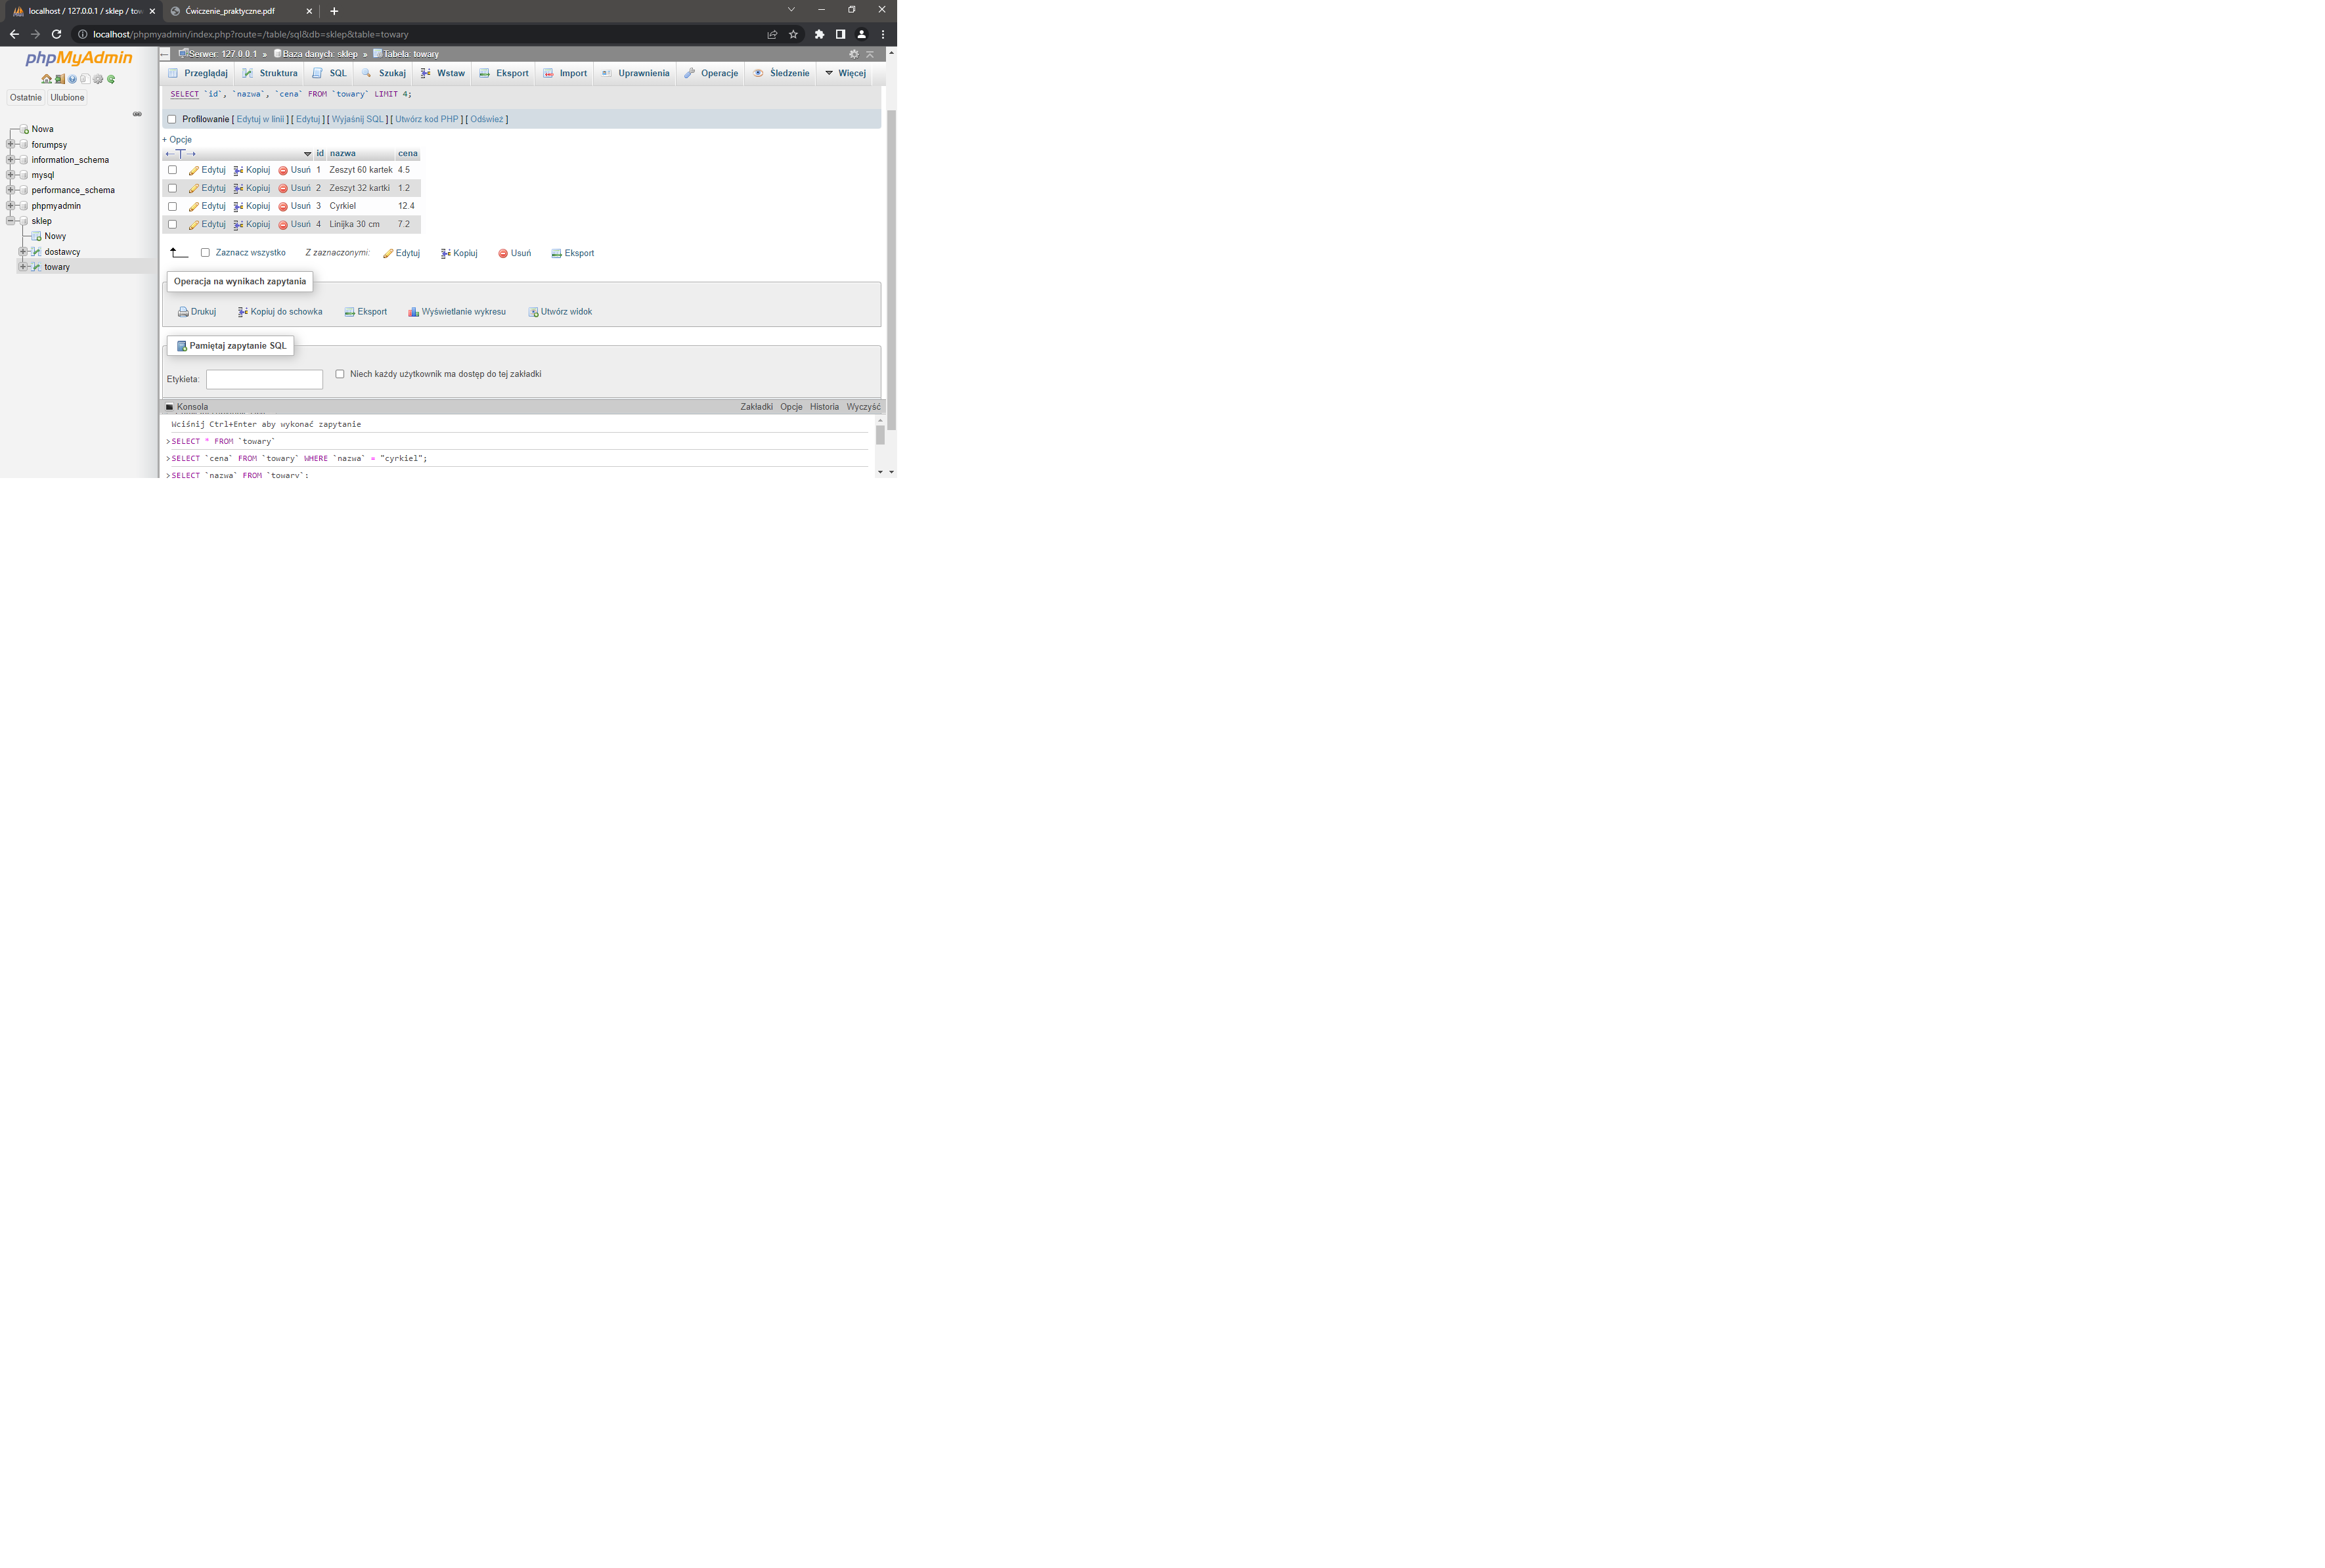 localhost / 127.0.0.1 / sklep / tow
Ćwiczenie_praktyczne.pdf
localhost/phpmyadmin/index.php?route=/table/sql&db=sklep&table=towary
phpMyAdmin
Ostatnie Ulubione
Nowa
forumpsy
information_schema
mysql
performance_schema
phpmyadmin
sklep
Nowy
dostawcy
towary
Serwer: 127.0.0.1 » Baza danych: sklep » Tabela: towary
Przeglądaj Struktura SQL Szukaj Wstaw Eksport Import Uprawnienia Operacje Śledzenie Więcej
SELECT `id`, `nazwa`, `cena` FROM `towary` LIMIT 4;
Profilowanie [ Edytuj w linii ] [ Edytuj ] [ Wyjaśnij SQL ] [ Utwórz kod PHP ] [ Odśwież ]
+ Opcje
←T→ id nazwa cena
Edytuj Kopiuj Usuń 1 Zeszyt 60 kartek 4.5
Edytuj Kopiuj Usuń 2 Zeszyt 32 kartki 1.2
Edytuj Kopiuj Usuń 3 Cyrkiel 12.4
Edytuj Kopiuj Usuń 4 Linijka 30 cm 7.2
Zaznacz wszystko Z zaznaczonymi: Edytuj Kopiuj Usuń Eksport
Operacja na wynikach zapytania
Drukuj Kopiuj do schowka Eksport Wyświetlanie wykresu Utwórz widok
Pamiętaj zapytanie SQL
Etykieta: Niech każdy użytkownik ma dostęp do tej zakładki
Konsola Zakładki Opcje Historia Wyczyść
Wciśnij Ctrl+Enter aby wykonać zapytanie
>SELECT * FROM `towary`
>SELECT `cena` FROM `towary` WHERE `nazwa` = "cyrkiel";
>SELECT `nazwa` FROM `towary`;